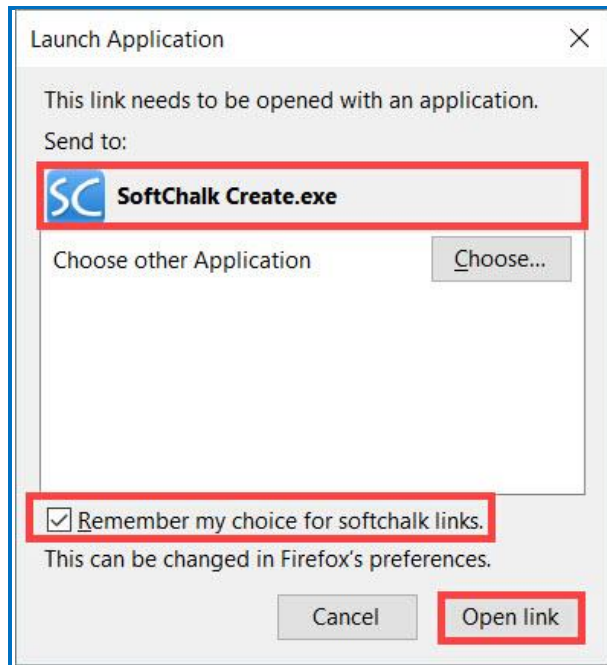 Launch Application
This link needs to be opened with an application.
Send to:
SC SoftChalk Create.exe
Choose other Application Choose...
Remember my choice for softchalk links.
This can be changed in Firefox's preferences.
Cancel Open link